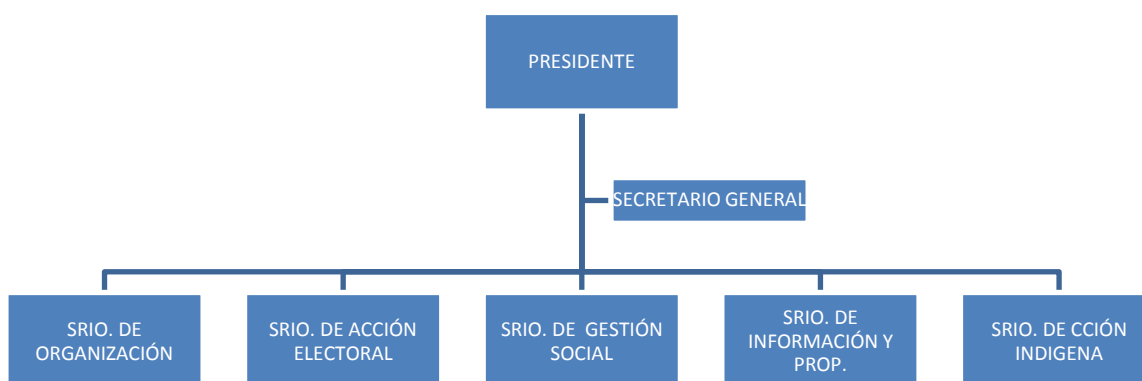 PRESIDENTE
SECRETARIO GENERAL
SRIO. DE
ORGANIZACIÓN
SRIO. DE ACCIÓN
ELECTORAL
SRIO. DE GESTIÓN
SOCIAL
SRIO. DE
INFORMACIÓN Y
PROP.
SRIO. DE CCIÓN
INDIGENA